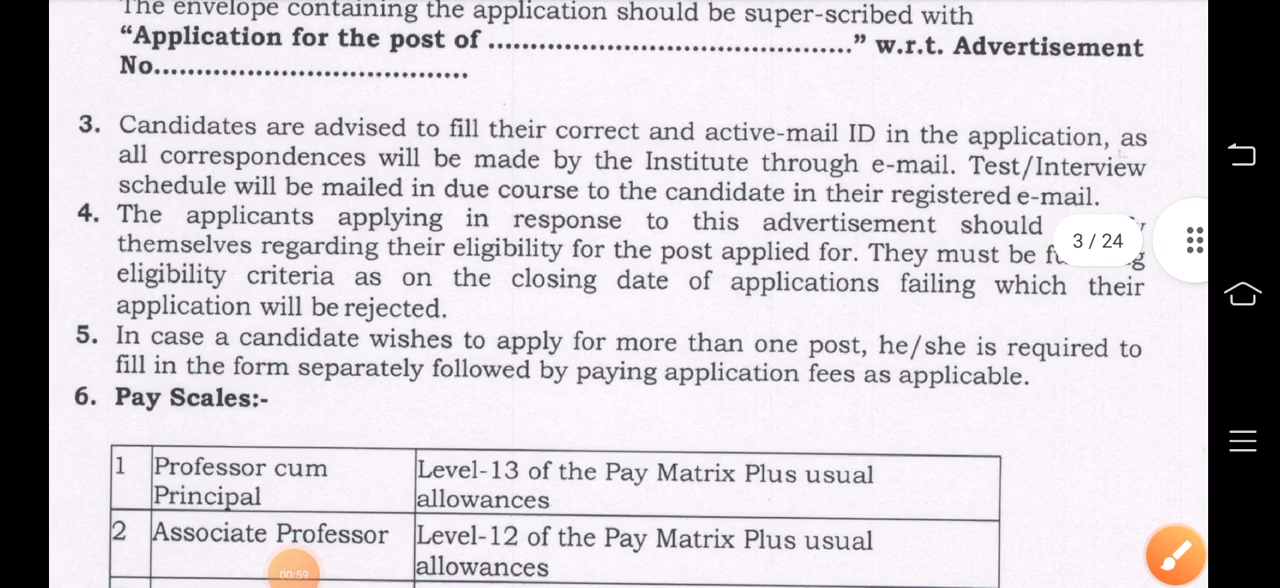 The envelope containing the application should be super-scribed with
“Application for the post of ..........................................” w.r.t. Advertisement
No...................................
3. Candidates are advised to fill their correct and active-mail ID in the application, as
all correspondences will be made by the Institute through e-mail. Test/Interview
schedule will be mailed in due course to the candidate in their registered e-mail.
4. The applicants applying in response to this advertisement should
themselves regarding their eligibility for the post applied for. They must be
eligibility criteria as on the closing date of applications failing which their
application will be rejected.
5. In case a candidate wishes to apply for more than one post, he/she is required to
fill in the form separately followed by paying application fees as applicable.
6. Pay Scales:-
1 Professor cum Principal Level-13 of the Pay Matrix Plus usual allowances
2 Associate Professor Level-12 of the Pay Matrix Plus usual allowances
3 / 24
00:59